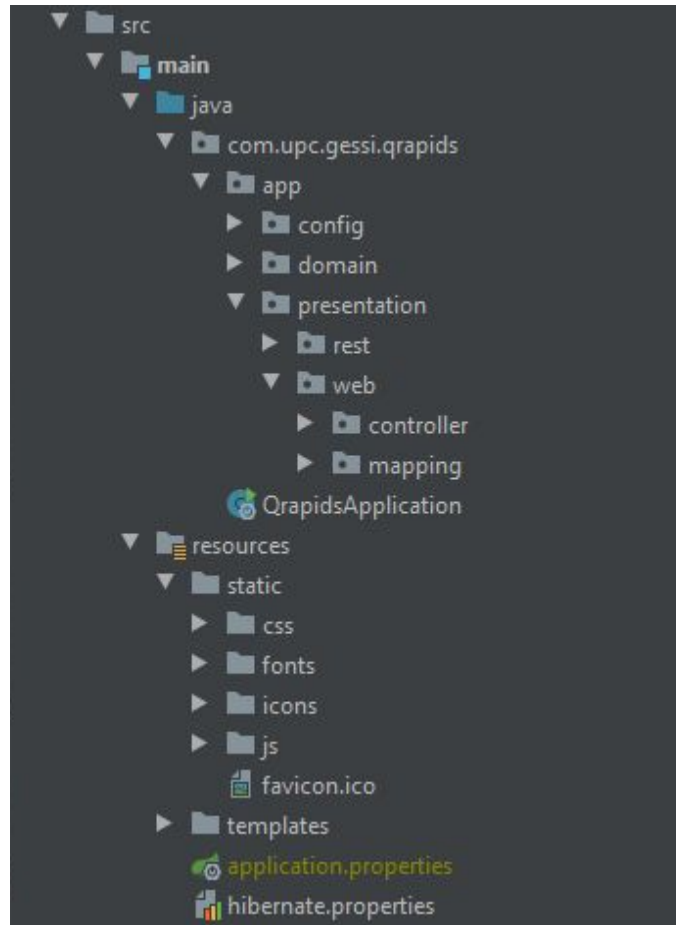 src
main
java
com.upc.gessi.qrapids
app
config
domain
presentation
rest
web
controller
mapping
QrapidsApplication
resources
static
css
fonts
icons
js
favicon.ico
templates
application.properties
hibernate.properties